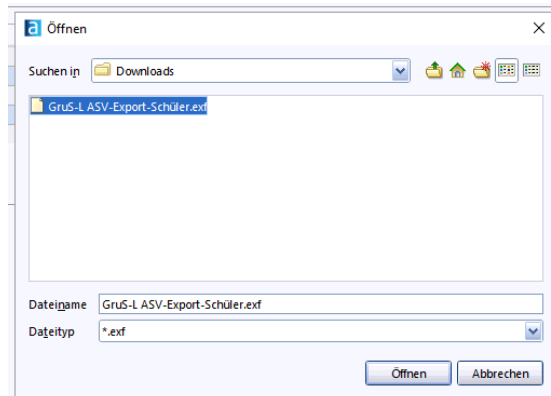 a Öffnen
Suchen in Downloads
GruS-L ASV-Export-Schüler.exf
Dateiname GruS-L ASV-Export-Schüler.exf
Dateityp *.exf
Öffnen Abbrechen